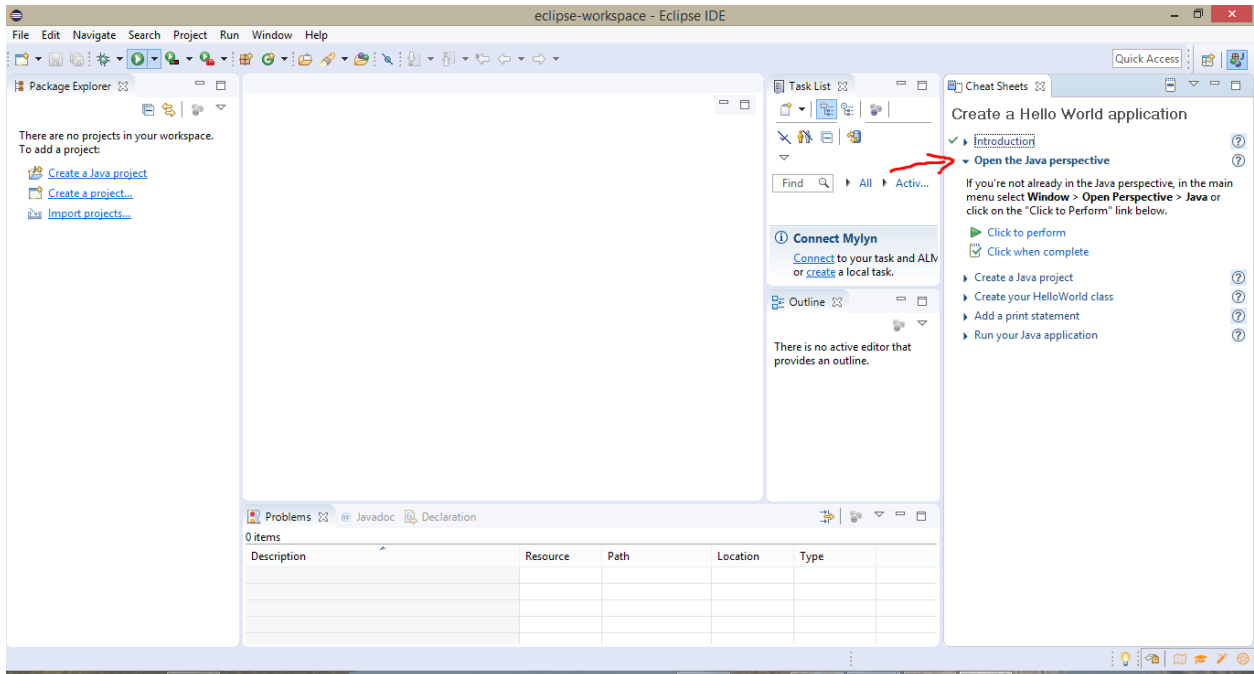 eclipse-workspace - Eclipse IDE
File Edit Navigate Search Project Run Window Help
Quick Access
Package Explorer
There are no projects in your workspace.
To add a project:
Create a Java project
Create a project...
Import projects...
Task List
Find
All
Activ...
Connect Mylyn
Connect to your task and ALM
or create a local task.
Outline
There is no active editor that
provides an outline.
Problems @ Javadoc Declaration
0 items
Description Resource Path Location Type
Cheat Sheets
Create a Hello World application
Introduction
Open the Java perspective
If you're not already in the Java perspective, in the main
menu select Window > Open Perspective > Java or
click on the "Click to Perform" link below.
Click to perform
Click when complete
Create a Java project
Create your HelloWorld class
Add a print statement
Run your Java application